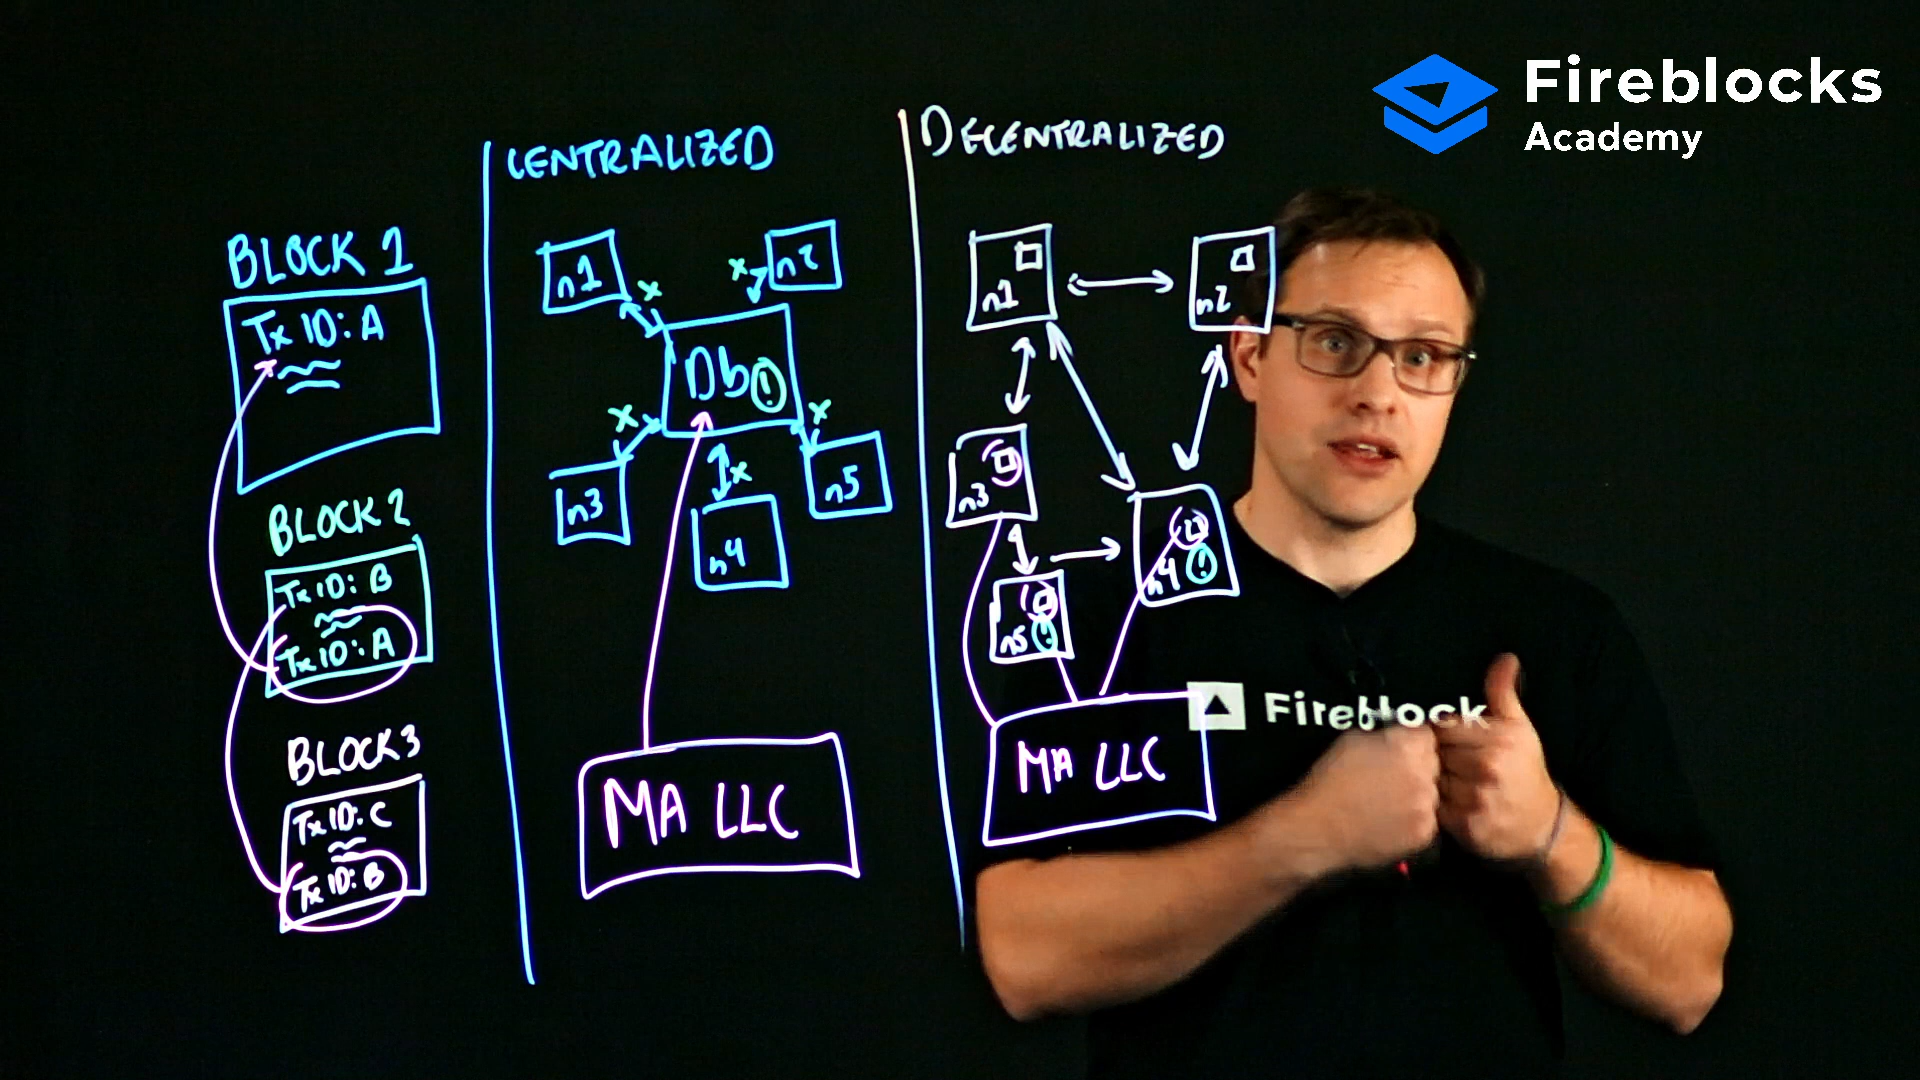 Fireblocks
Academy
BLOCK 1
Tx ID: A
BLOCK 2
Tx ID: B
Tx ID: A
BLOCK 3
Tx ID: C
Tx ID: B
CENTRALIZED
n1
n2
Db !
n3
n4
n5
MA LLC
DECENTRALIZED
n1
n2
n3
n4 !
n5 !
MA LLC
Fireblock